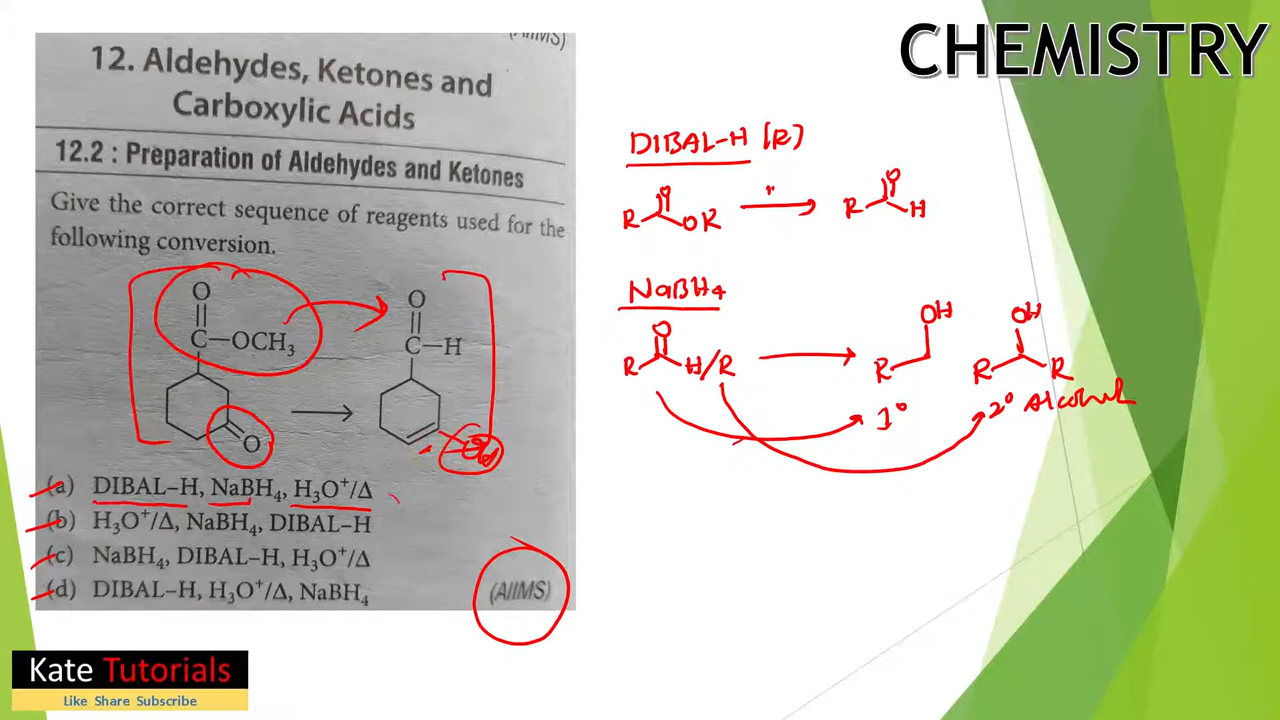 (AIIMS)
CHEMISTRY
12. Aldehydes, Ketones and
Carboxylic Acids
12.2 : Preparation of Aldehydes and Ketones
Give the correct sequence of reagents used for the
following conversion.
O
C—OCH₃
O
O
C—H
(a) DIBAL–H, NaBH₄, H₃O⁺/Δ
(b) H₃O⁺/Δ, NaBH₄, DIBAL–H
(c) NaBH₄, DIBAL–H, H₃O⁺/Δ
(d) DIBAL–H, H₃O⁺/Δ, NaBH₄
(AIIMS)
DIBAL-H [R]
R O OR
R O H
NaBH4
R O H/R
R OH
R OH R
1°
2° Alcohol
Kate Tutorials
Like Share Subscribe